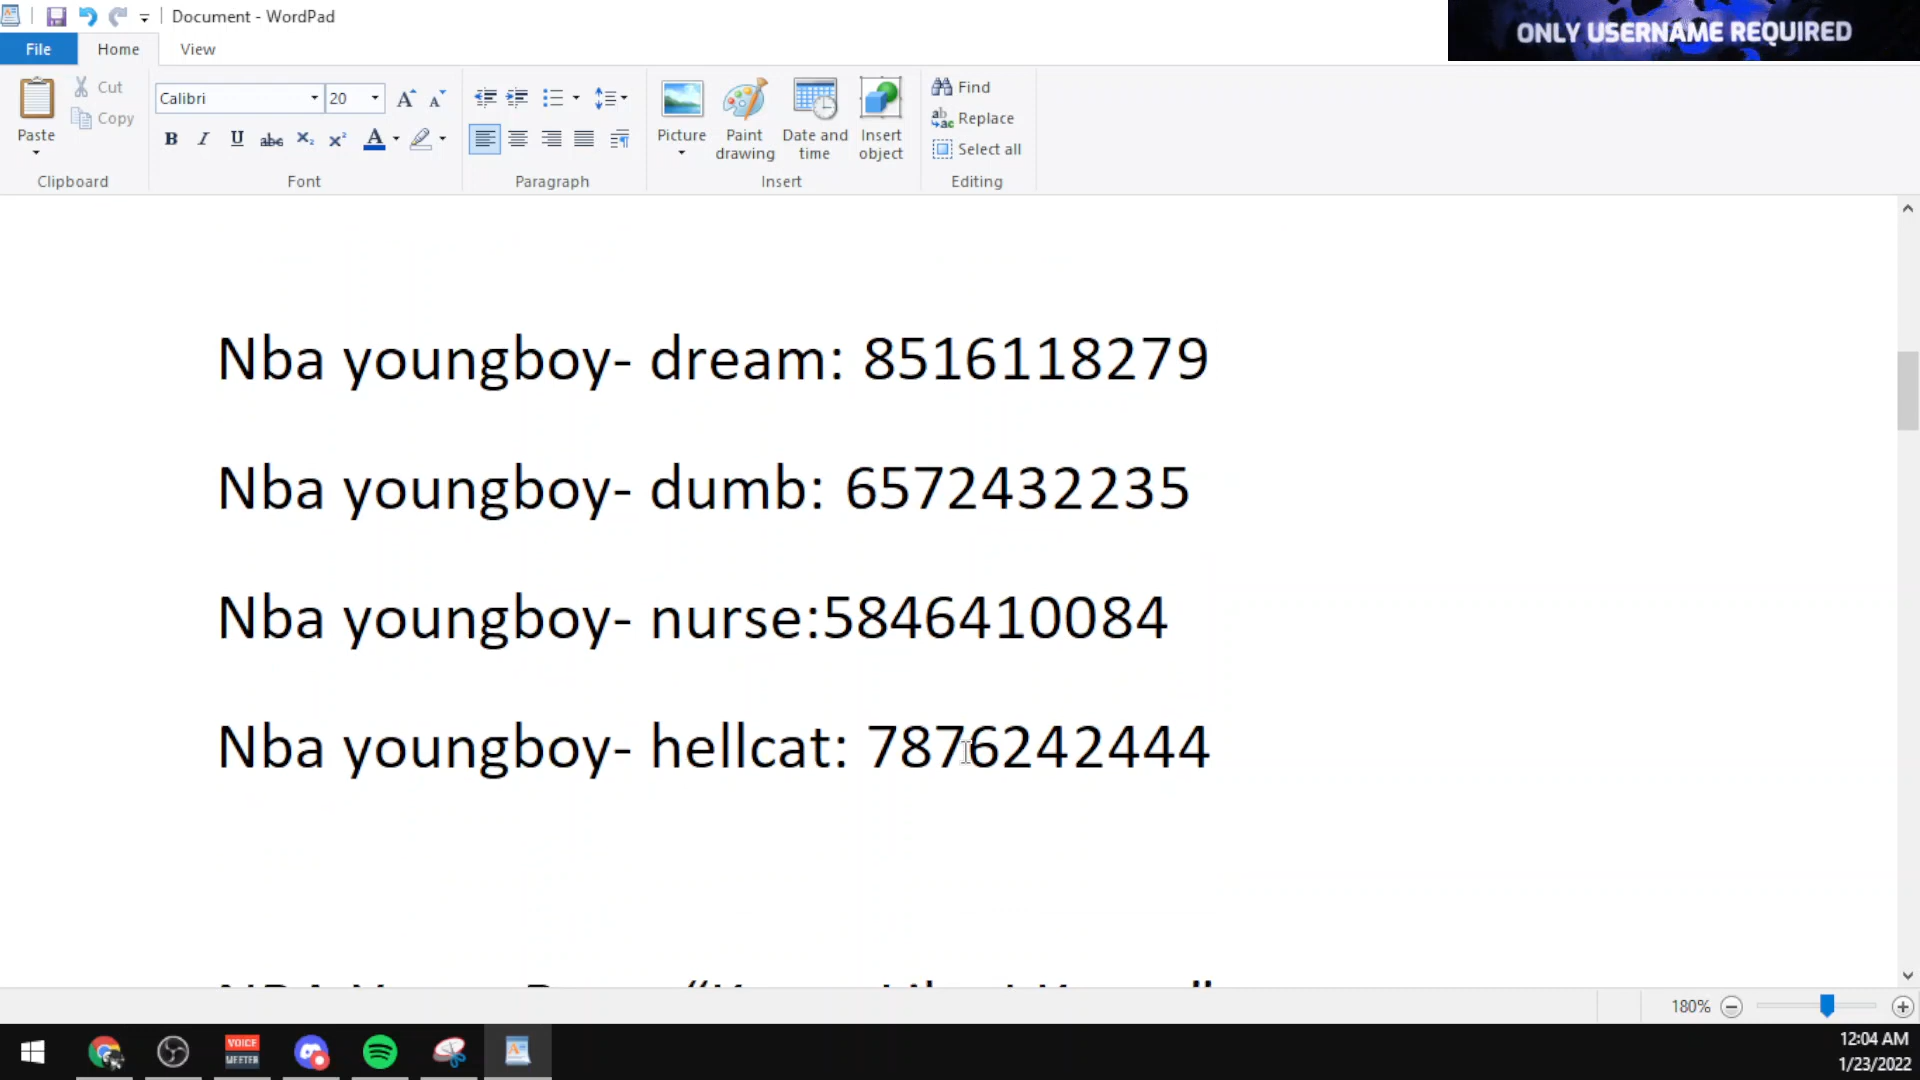 Document - WordPad
ONLY USERNAME REQUIRED
File Home View
Cut
Copy
Paste
Clipboard
Calibri 20
Font
Paragraph
Picture
Paint drawing
Date and time
Insert object
Insert
Find
Replace
Select all
Editing
Nba youngboy- dream: 8516118279
Nba youngboy- dumb: 6572432235
Nba youngboy- nurse:5846410084
Nba youngboy- hellcat: 7876242444
180%
VOICE
MEETER
12:04 AM
1/23/2022